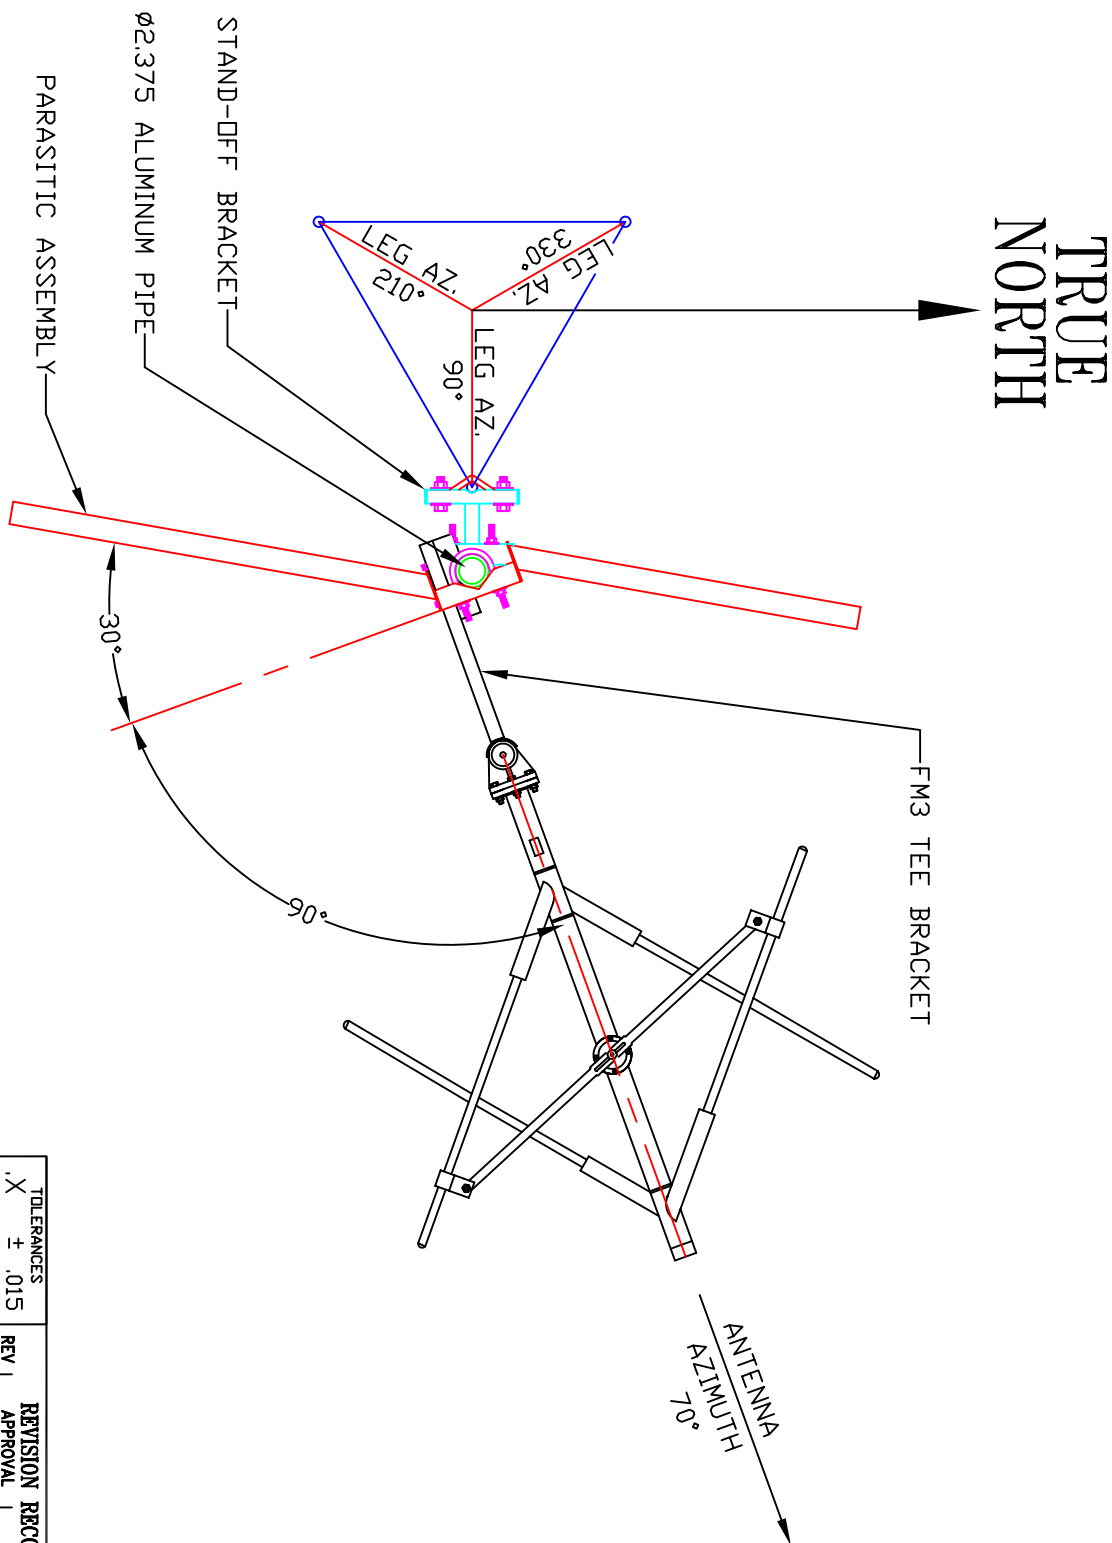 TRUE
NORTH
STAND-OFF BRACKET
Ø2.375 ALUMINUM PIPE
PARASITIC ASSEMBLY
LEG AZ.
330°
LEG AZ.
210°
LEG AZ.
90°
FM3 TEE BRACKET
30°
90°
ANTENNA
AZIMUTH
70°
TOLERANCES
.X ± .015
REVISION RECO
REV APPROVAL